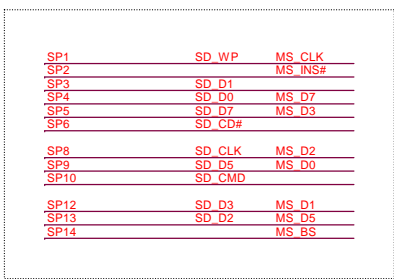 SP1 SD_WP MS_CLK
SP2 MS_INS#
SP3 SD_D1
SP4 SD_D0 MS_D7
SP5 SD_D7 MS_D3
SP6 SD_CD#
SP8 SD_CLK MS_D2
SP9 SD_D5 MS_D0
SP10 SD_CMD
SP12 SD_D3 MS_D1
SP13 SD_D2 MS_D5
SP14 MS_BS